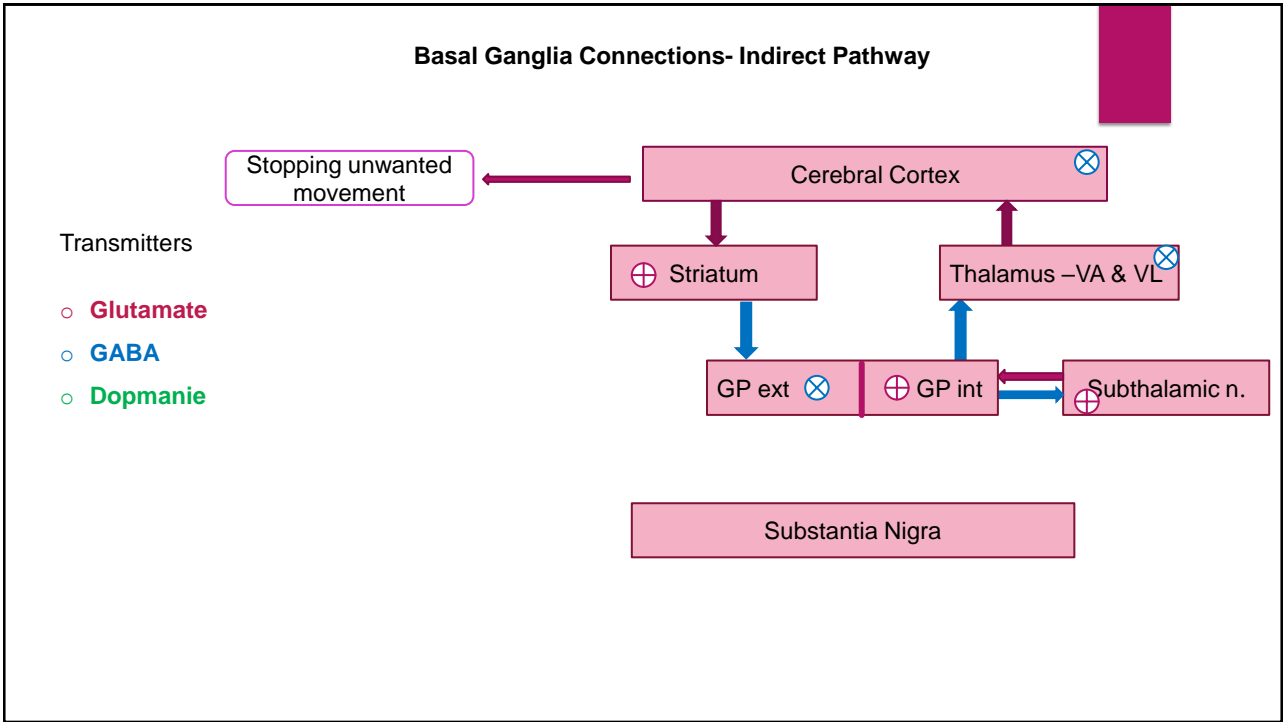 Basal Ganglia Connections- Indirect Pathway
Stopping unwanted
movement
Cerebral Cortex
Transmitters
Striatum
Thalamus –VA & VL
Glutamate
GABA
Dopmanie
GP ext
GP int
Subthalamic n.
Substantia Nigra